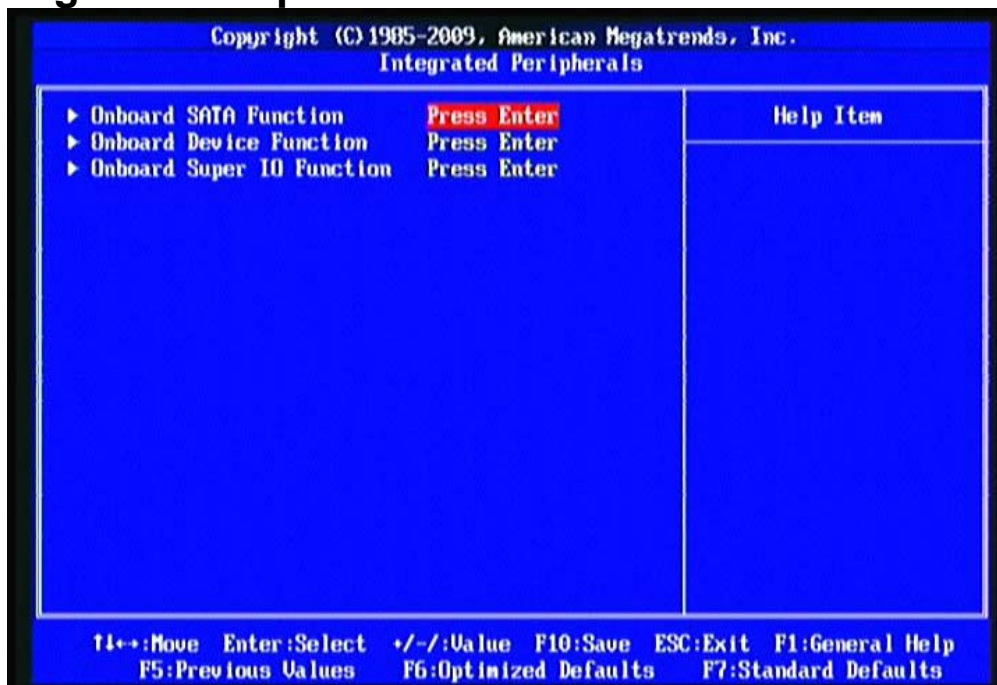 Copyright (C)1985-2009, American Megatrends, Inc.
Integrated Peripherals
▶ Onboard SATA Function Press Enter
▶ Onboard Device Function Press Enter
▶ Onboard Super IO Function Press Enter
Help Item
↑↓←→:Move Enter:Select +/-/:Value F10:Save ESC:Exit F1:General Help
F5:Previous Values F6:Optimized Defaults F7:Standard Defaults